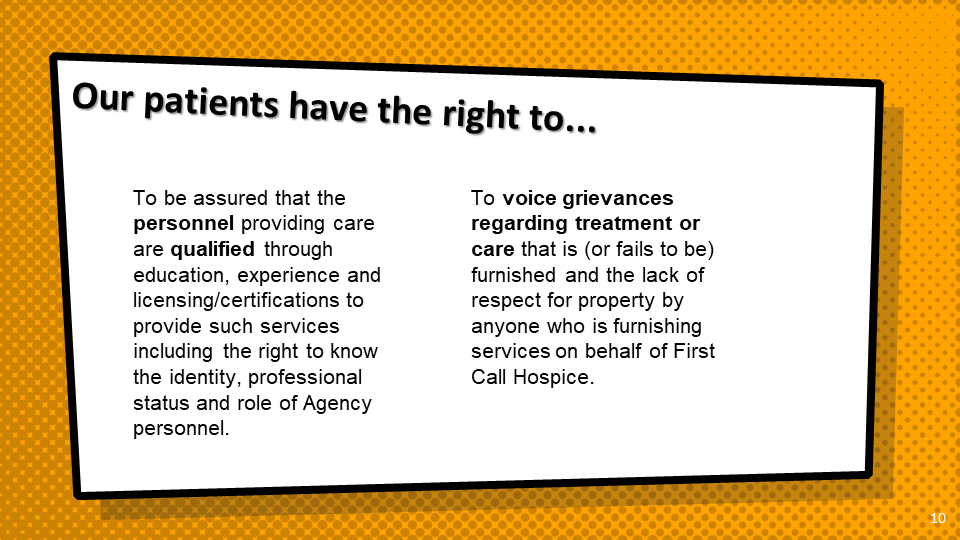 Our patients have the right to...
To be assured that the
personnel providing care
are qualified through
education, experience and
licensing/certifications to
provide such services
including the right to know
the identity, professional
status and role of Agency
personnel.
To voice grievances
regarding treatment or
care that is (or fails to be)
furnished and the lack of
respect for property by
anyone who is furnishing
services on behalf of First
Call Hospice.
10